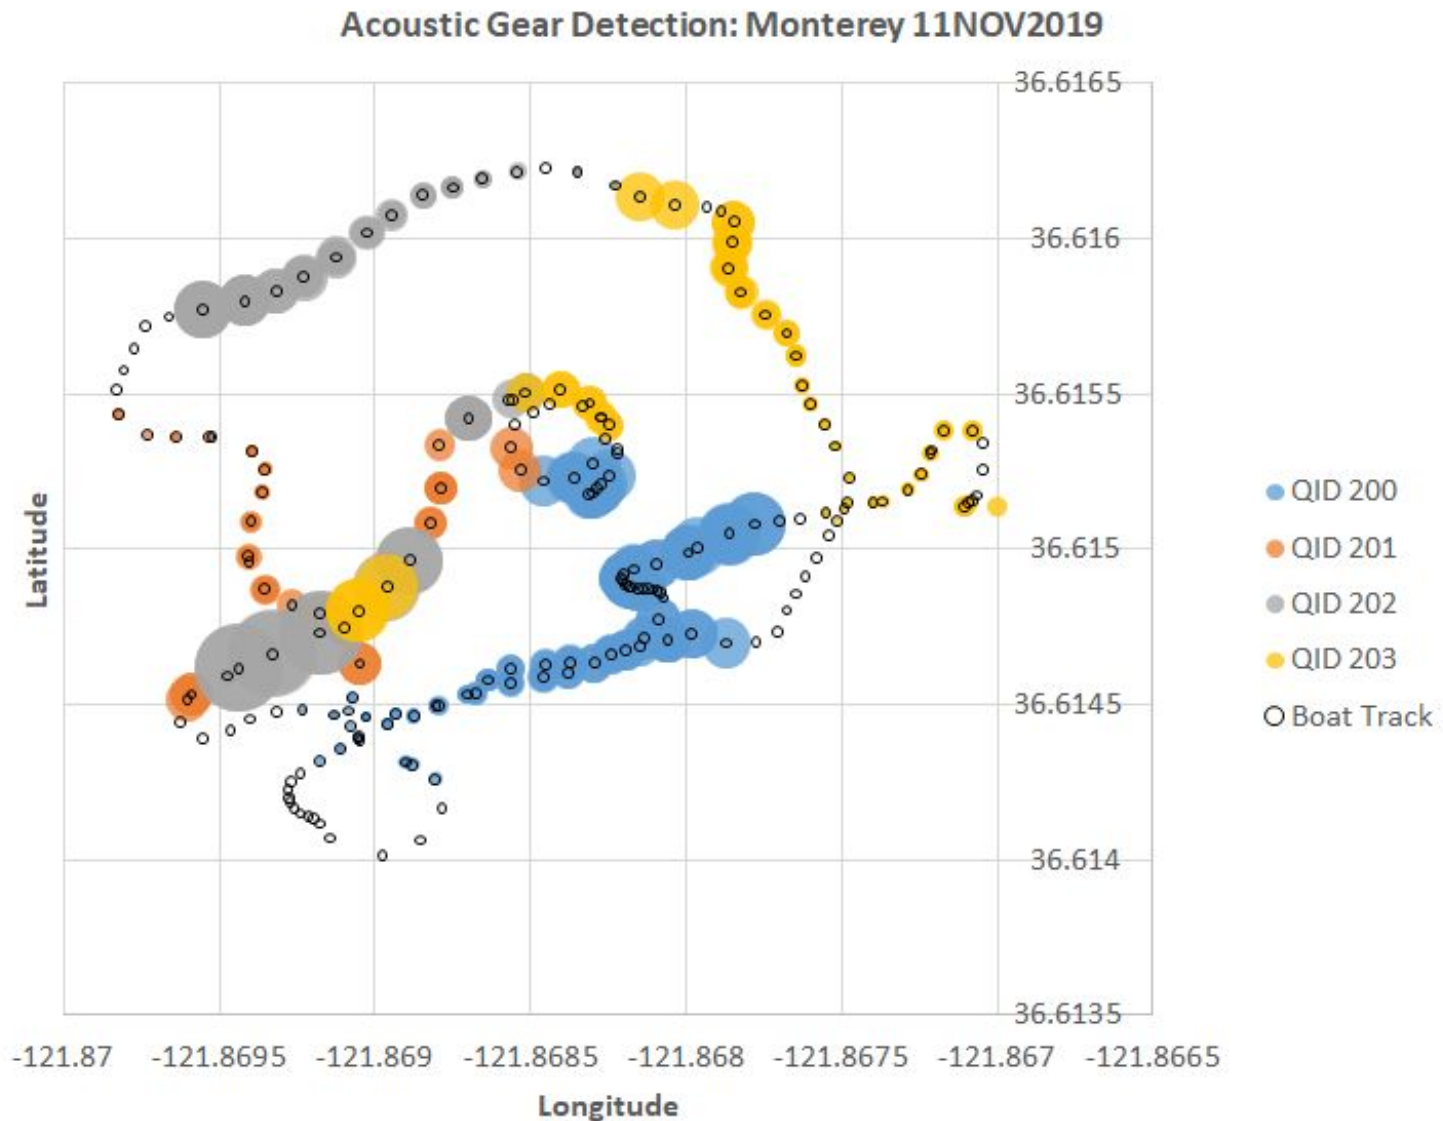 Acoustic Gear Detection: Monterey 11NOV2019
36.6165
36.616
36.6155
36.615
36.6145
36.614
36.6135
Latitude
QID 200
QID 201
QID 202
QID 203
Boat Track
-121.87 -121.8695 -121.869 -121.8685 -121.868 -121.8675 -121.867 -121.8665
Longitude